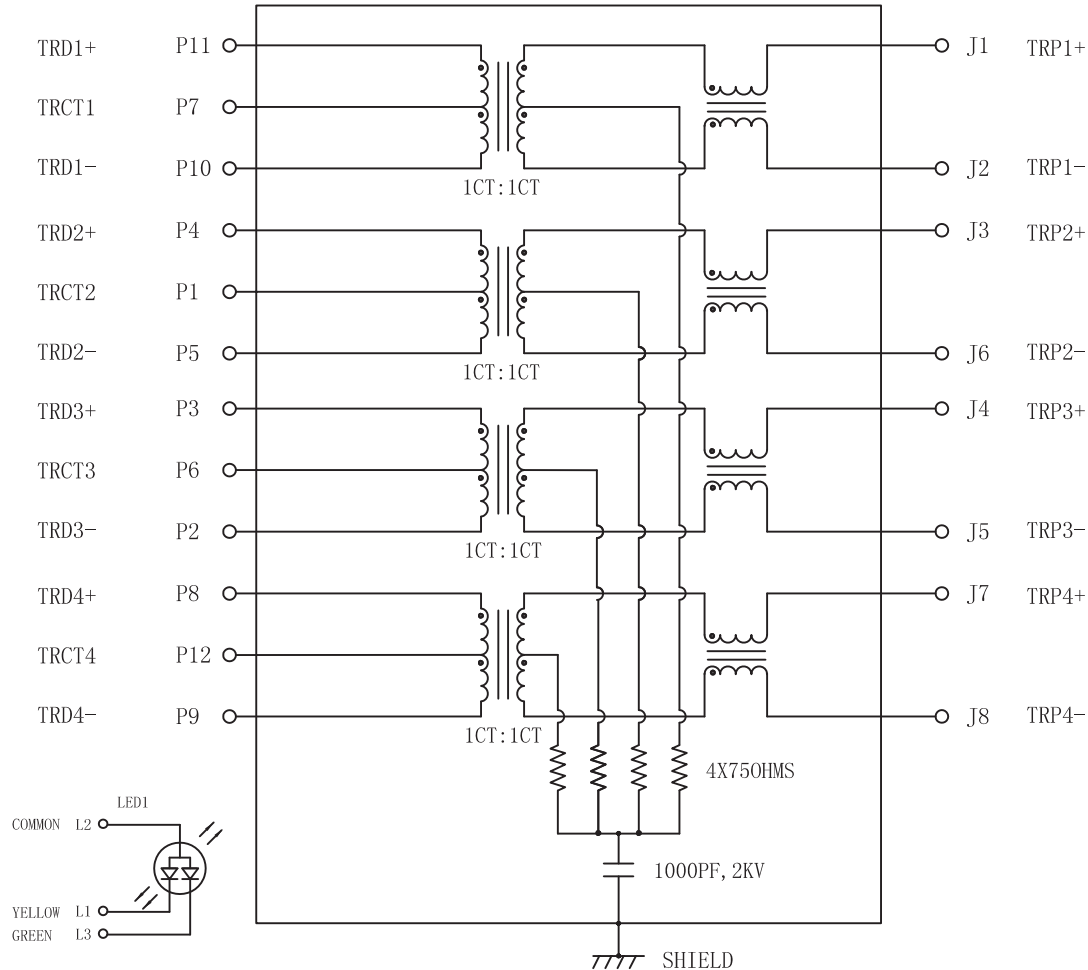 TRD1+ P11 J1 TRP1+
TRCT1 P7
TRD1- P10 J2 TRP1-
1CT:1CT
TRD2+ P4 J3 TRP2+
TRCT2 P1
TRD2- P5 J6 TRP2-
1CT:1CT
TRD3+ P3 J4 TRP3+
TRCT3 P6
TRD3- P2 J5 TRP3-
1CT:1CT
TRD4+ P8 J7 TRP4+
TRCT4 P12
TRD4- P9 J8 TRP4-
1CT:1CT
4X75OHMS
LED1
COMMON L2
1000PF, 2KV
YELLOW L1
GREEN L3
SHIELD